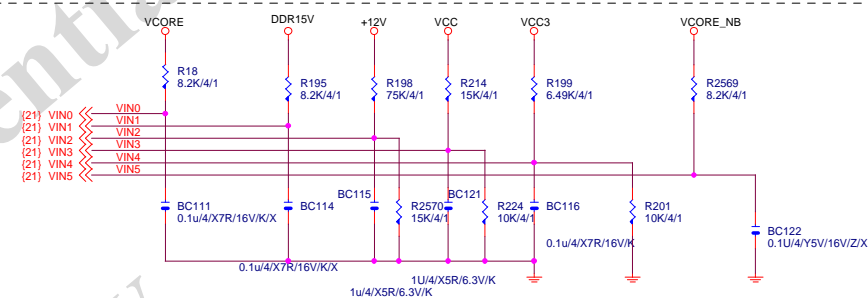 VCORE DDR15V +12V VCC VCC3 VCORE_NB
R18
8.2K/4/1
R195
8.2K/4/1
R198
75K/4/1
R214
15K/4/1
R199
6.49K/4/1
R2569
8.2K/4/1
{21} VIN0 VIN0
{21} VIN1 VIN1
{21} VIN2 VIN2
{21} VIN3 VIN3
{21} VIN4 VIN4
{21} VIN5 VIN5
BC111
0.1u/4/X7R/16V/K/X
BC114
0.1u/4/X7R/16V/K/X
BC115
1u/4/X5R/6.3V/K
R2570
15K/4/1
BC121
1U/4/X5R/6.3V/K
R224
10K/4/1
BC116
0.1u/4/X7R/16V/K
R201
10K/4/1
BC122
0.1U/4/Y5V/16V/Z/X